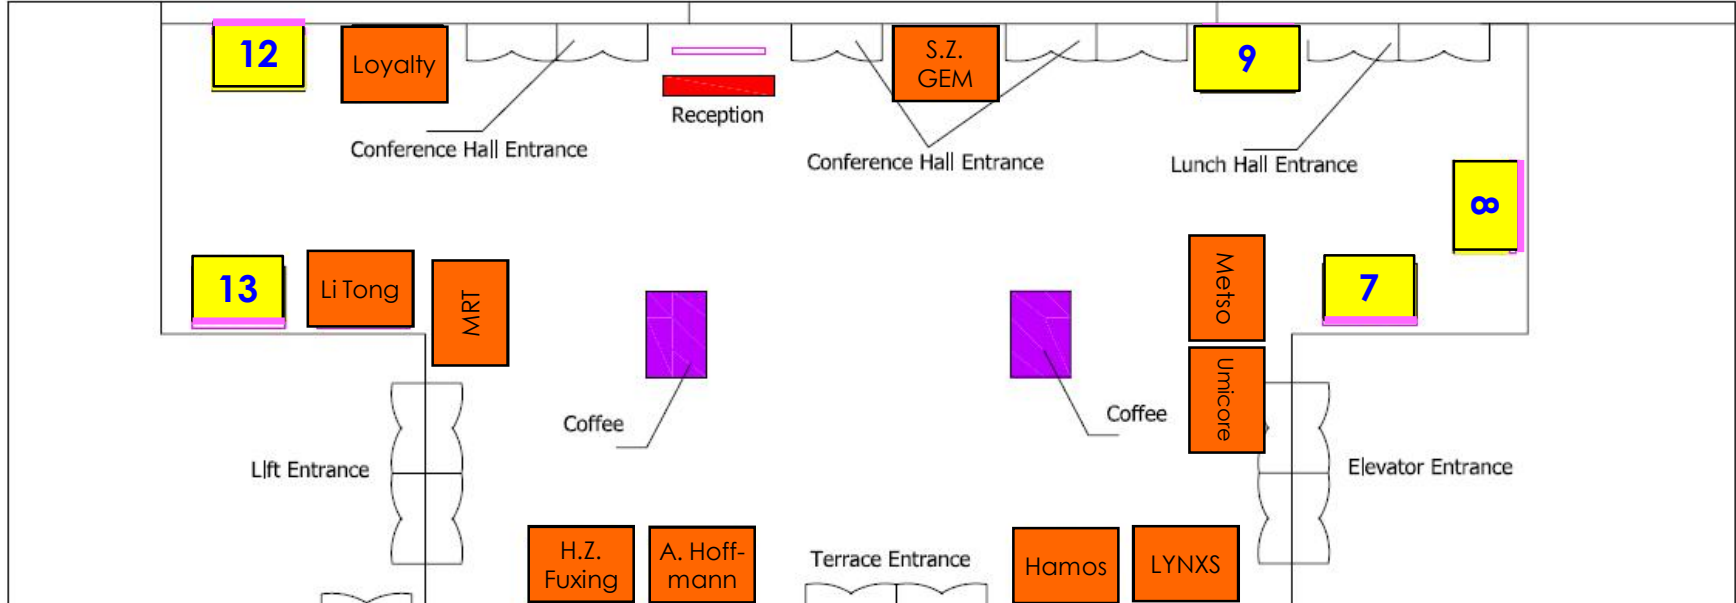 12
Loyalty
S.Z.
GEM
9
Reception
Conference Hall Entrance
Conference Hall Entrance
Lunch Hall Entrance
8
13
Li Tong
MRT
Metso
7
Umicore
Coffee
Coffee
Lift Entrance
Elevator Entrance
H.Z.
Fuxing
A. Hoff-
mann
Terrace Entrance
Hamos
LYNXS